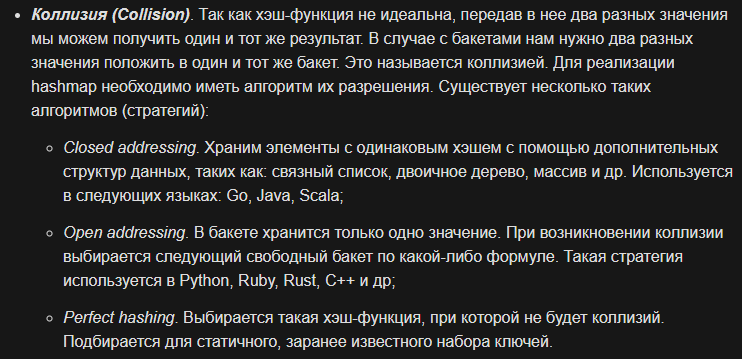 • Коллизия (Collision). Так как хэш-функция не идеальна, передав в нее два разных значения
мы можем получить один и тот же результат. В случае с бакетами нам нужно два разных
значения положить в один и тот же бакет. Это называется коллизией. Для реализации
hashmap необходимо иметь алгоритм их разрешения. Существует несколько таких
алгоритмов (стратегий):
◦ Closed addressing. Храним элементы с одинаковым хэшем с помощью дополнительных
структур данных, таких как: связный список, двоичное дерево, массив и др. Используется
в следующих языках: Go, Java, Scala;
◦ Open addressing. В бакете хранится только одно значение. При возникновении коллизии
выбирается следующий свободный бакет по какой-либо формуле. Такая стратегия
используется в Python, Ruby, Rust, C++ и др;
◦ Perfect hashing. Выбирается такая хэш-функция, при которой не будет коллизий.
Подбирается для статичного, заранее известного набора ключей.